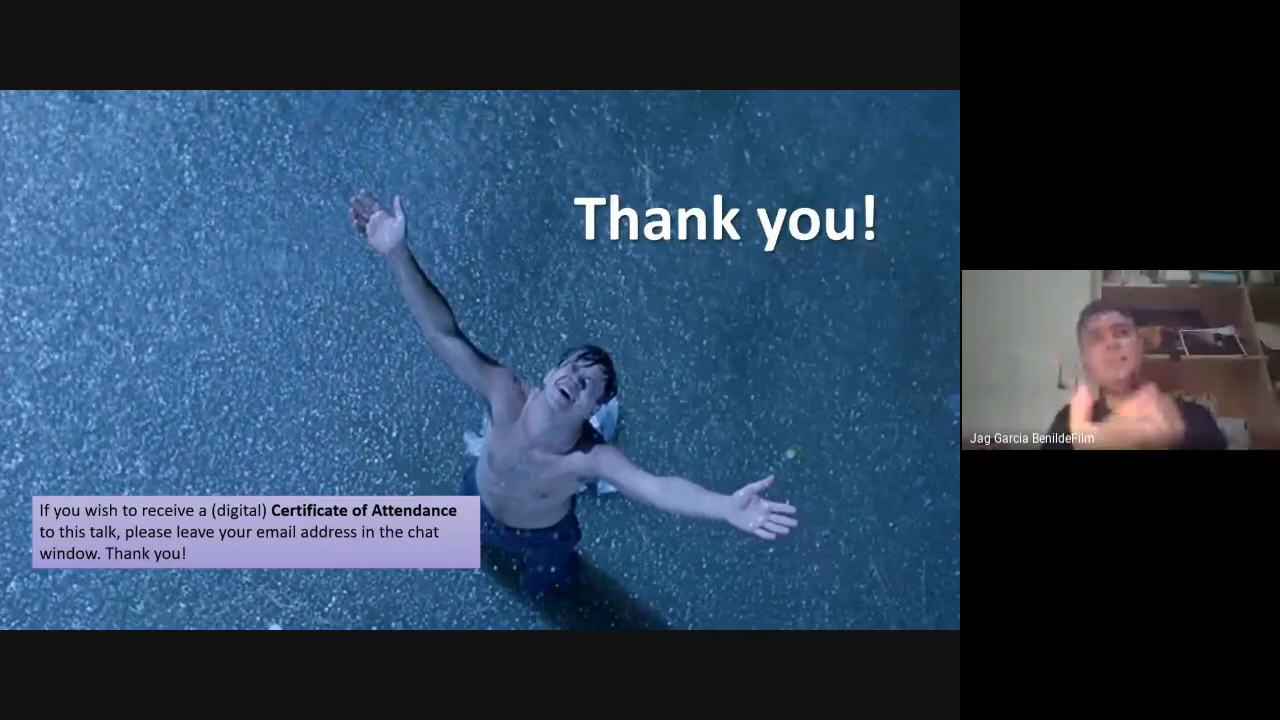 Thank you!
If you wish to receive a (digital) Certificate of Attendance
to this talk, please leave your email address in the chat
window. Thank you!
Jag Garcia BenildeFilm